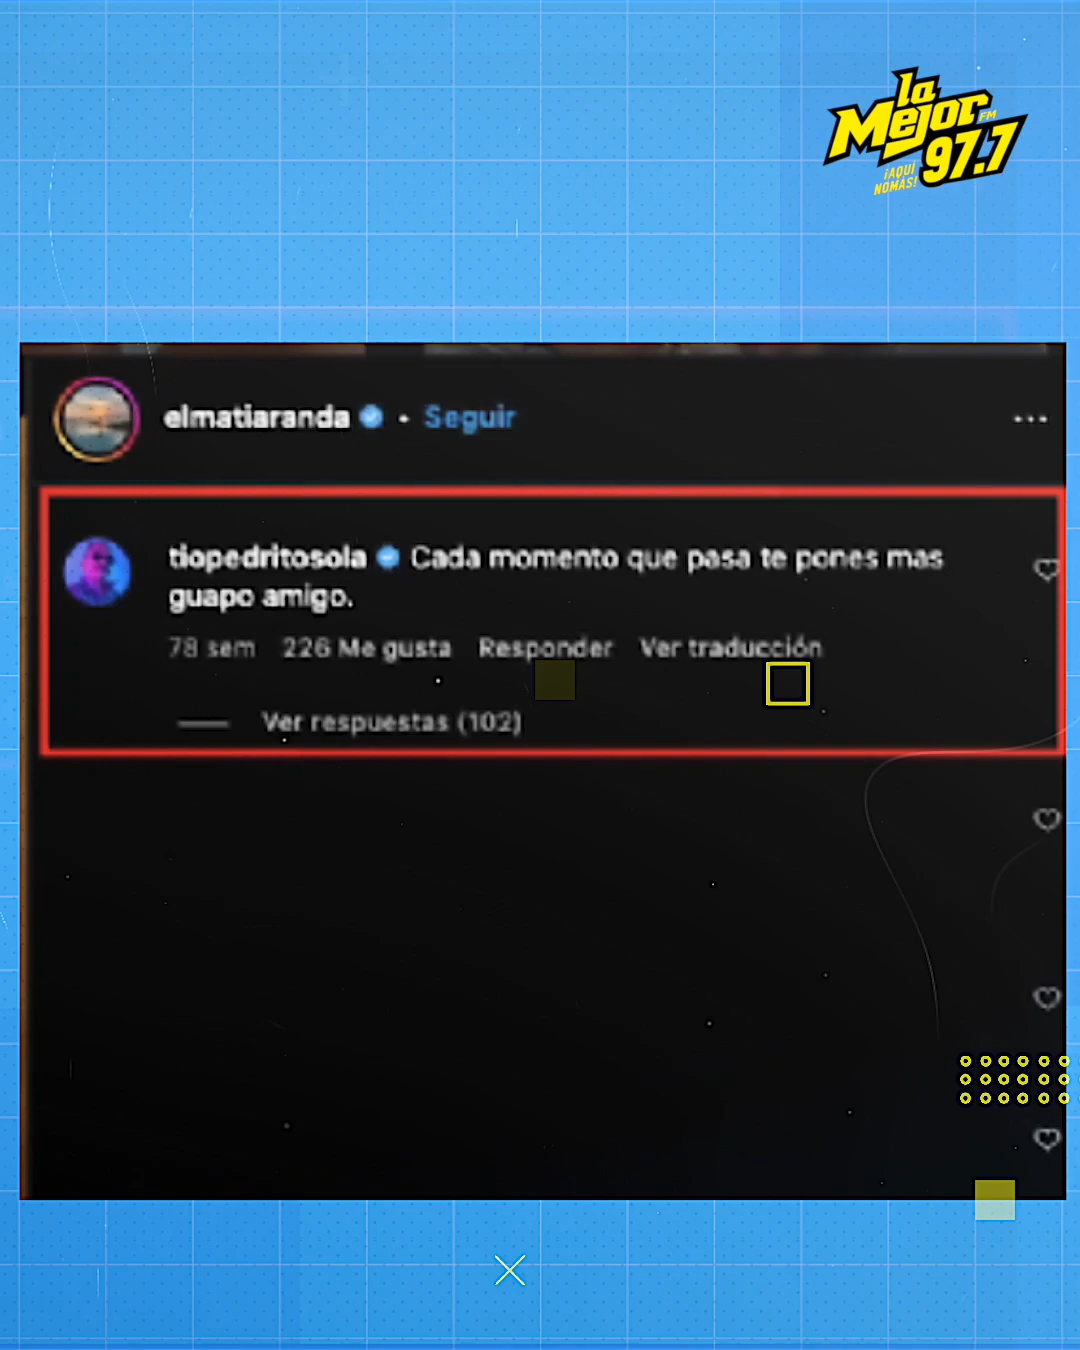 la
Mejor FM
97.7
¡AQUÍ
NOMÁS!
elmatiaranda • Seguir
tiopedritosola Cada momento que pasa te pones mas
guapo amigo.
78 sem 226 Me gusta Responder Ver traducción
Ver respuestas (102)